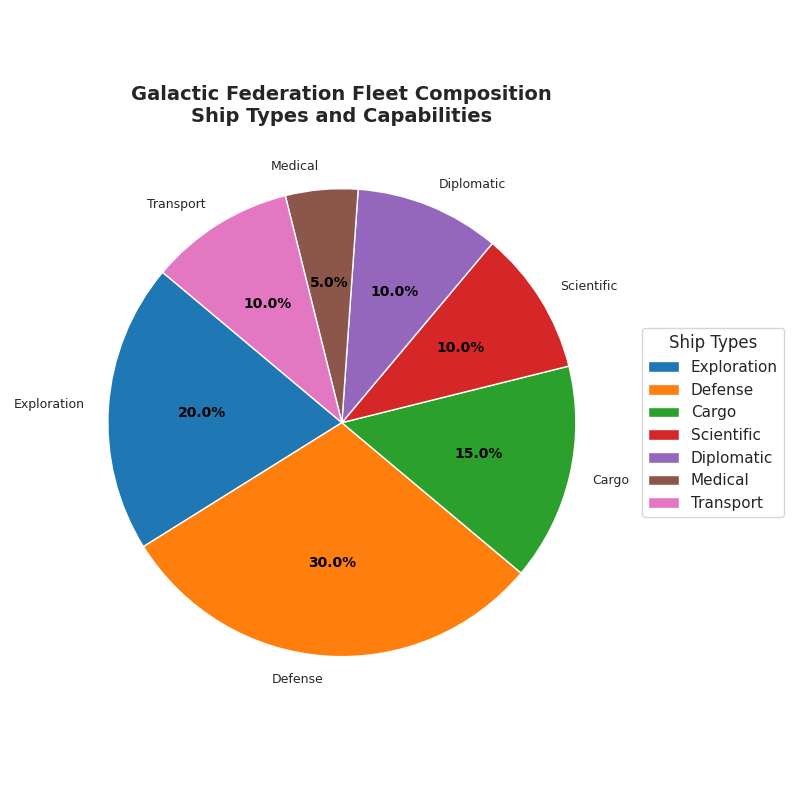 Galactic Federation Fleet Composition
Ship Types and Capabilities
Medical
Diplomatic
Transport
Scientific
5.0%
10.0%
10.0%
10.0%
Exploration
20.0%
15.0%
Cargo
30.0%
Defense
Ship Types
Exploration
Defense
Cargo
Scientific
Diplomatic
Medical
Transport